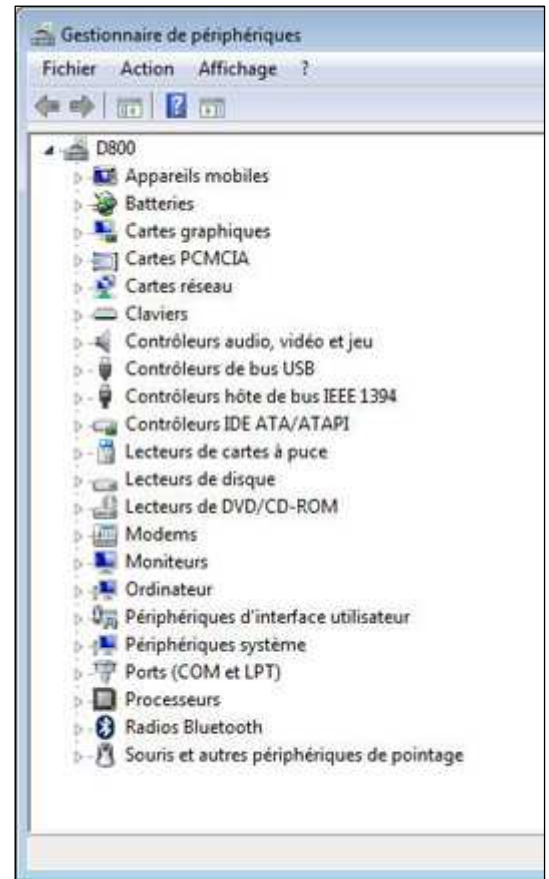 Gestionnaire de périphériques
Fichier Action Affichage ?
D800
Appareils mobiles
Batteries
Cartes graphiques
Cartes PCMCIA
Cartes réseau
Claviers
Contrôleurs audio, vidéo et jeu
Contrôleurs de bus USB
Contrôleurs hôte de bus IEEE 1394
Contrôleurs IDE ATA/ATAPI
Lecteurs de cartes à puce
Lecteurs de disque
Lecteurs de DVD/CD-ROM
Modems
Moniteurs
Ordinateur
Périphériques d'interface utilisateur
Périphériques système
Ports (COM et LPT)
Processeurs
Radios Bluetooth
Souris et autres périphériques de pointage